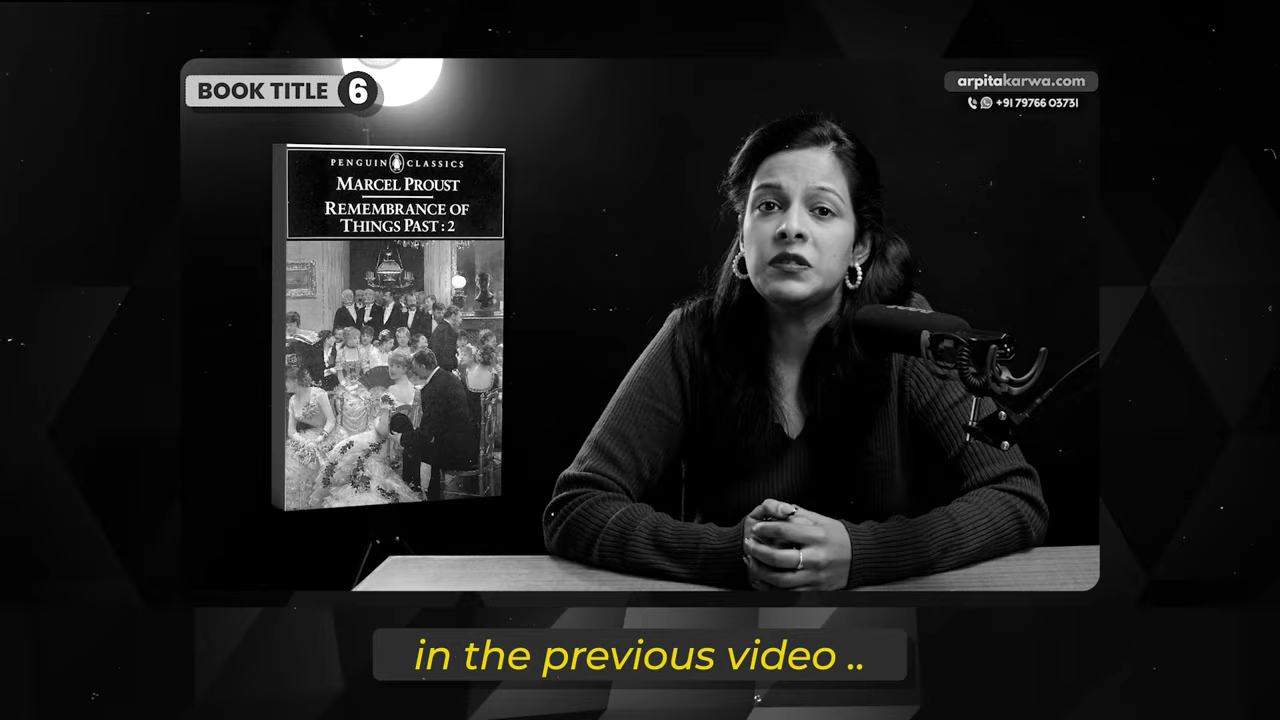 BOOK TITLE 6
arpitakarwa.com
+91 79766 03731
PENGUIN CLASSICS
MARCEL PROUST
REMEMBRANCE OF
THINGS PAST : 2
in the previous video ..